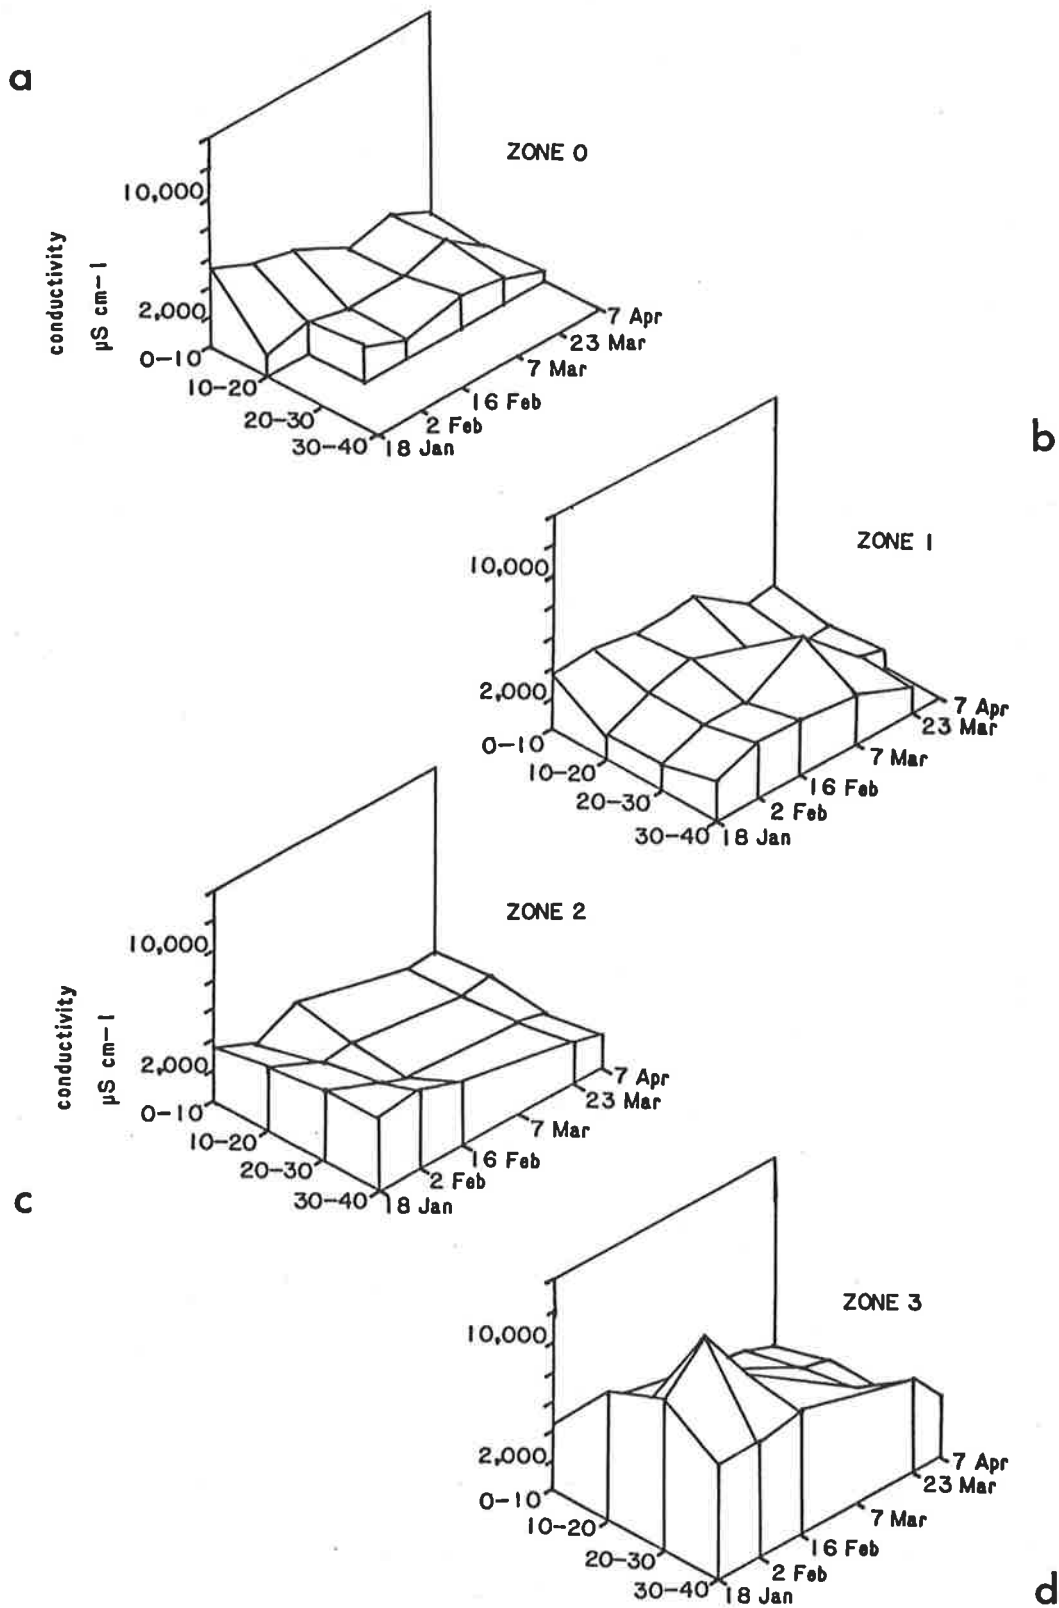 a
ZONE 0
10,000
conductivity
µS cm−1
2,000
0−10
10−20
20−30
30−40
18 Jan
2 Feb
16 Feb
7 Mar
23 Mar
7 Apr
b
ZONE 1
10,000
2,000
0−10
10−20
20−30
30−40
18 Jan
2 Feb
16 Feb
7 Mar
23 Mar
7 Apr
c
ZONE 2
10,000
conductivity
µS cm−1
2,000
0−10
10−20
20−30
30−40
18 Jan
2 Feb
16 Feb
7 Mar
23 Mar
7 Apr
d
ZONE 3
10,000
2,000
0−10
10−20
20−30
30−40
18 Jan
2 Feb
16 Feb
7 Mar
23 Mar
7 Apr